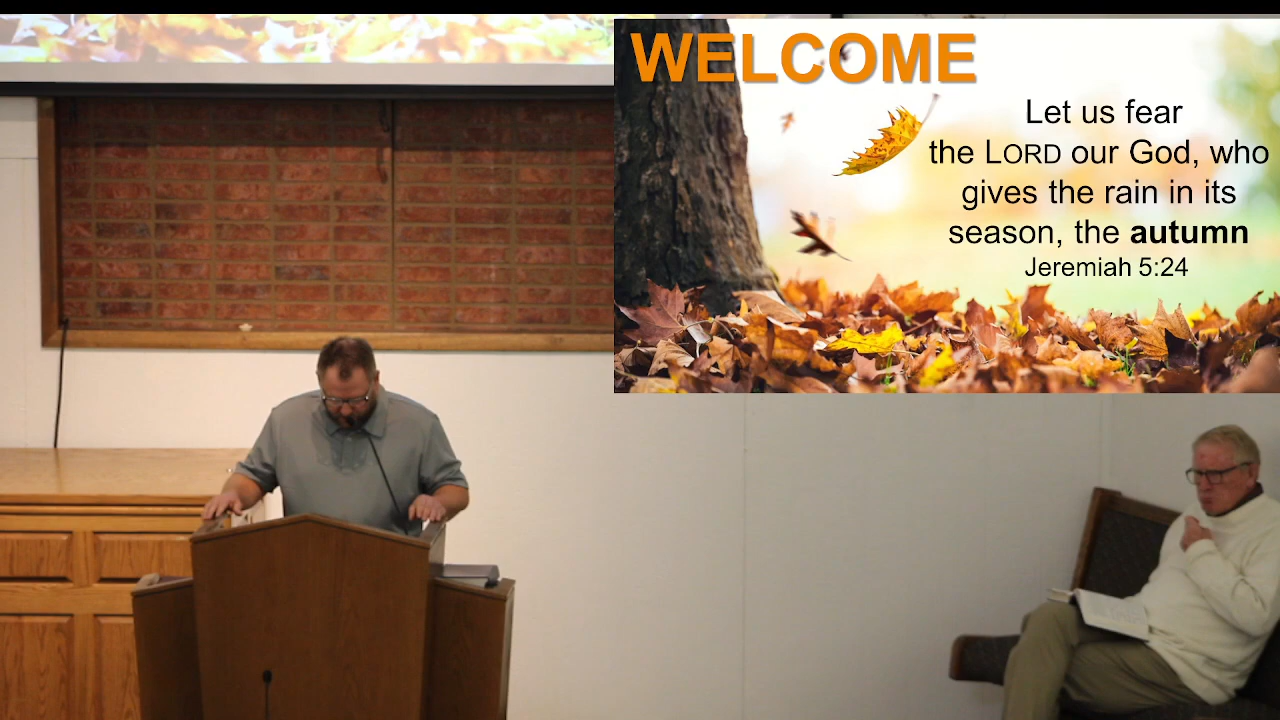 WELCOME
Let us fear
the LORD our God, who
gives the rain in its
season, the autumn
Jeremiah 5:24